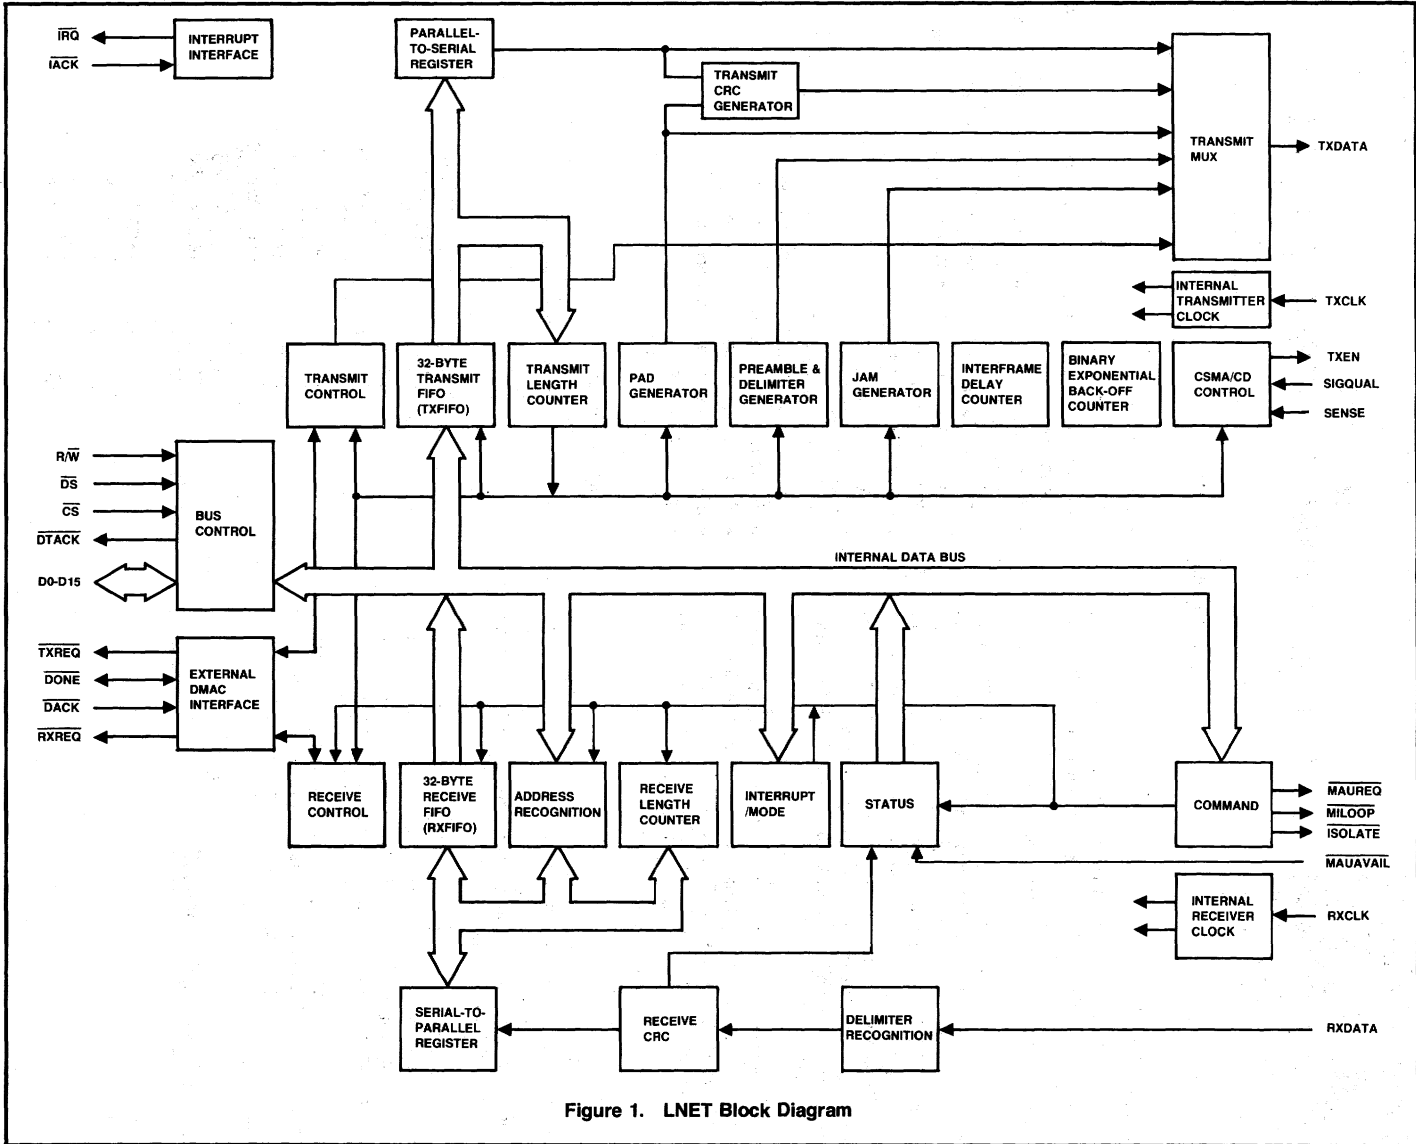 IRQ
IACK
INTERRUPT
INTERFACE
PARALLEL-
TO-SERIAL
REGISTER
TRANSMIT
CRC
GENERATOR
TRANSMIT
MUX
TXDATA
INTERNAL
TRANSMITTER
CLOCK
TXCLK
TRANSMIT
CONTROL
32-BYTE
TRANSMIT
FIFO
(TXFIFO)
TRANSMIT
LENGTH
COUNTER
PAD
GENERATOR
PREAMBLE &
DELIMITER
GENERATOR
JAM
GENERATOR
INTERFRAME
DELAY
COUNTER
BINARY
EXPONENTIAL
BACK-OFF
COUNTER
CSMA/CD
CONTROL
TXEN
SIGQUAL
SENSE
R/W
DS
CS
DTACK
D0-D15
BUS
CONTROL
INTERNAL DATA BUS
TXREQ
DONE
DACK
RXREQ
EXTERNAL
DMAC
INTERFACE
RECEIVE
CONTROL
32-BYTE
RECEIVE
FIFO
(RXFIFO)
ADDRESS
RECOGNITION
RECEIVE
LENGTH
COUNTER
INTERRUPT
/MODE
STATUS
COMMAND
MAUREQ
MILOOP
ISOLATE
MAUAVAIL
INTERNAL
RECEIVER
CLOCK
RXCLK
SERIAL-TO-
PARALLEL
REGISTER
RECEIVE
CRC
DELIMITER
RECOGNITION
RXDATA
Figure 1. LNET Block Diagram